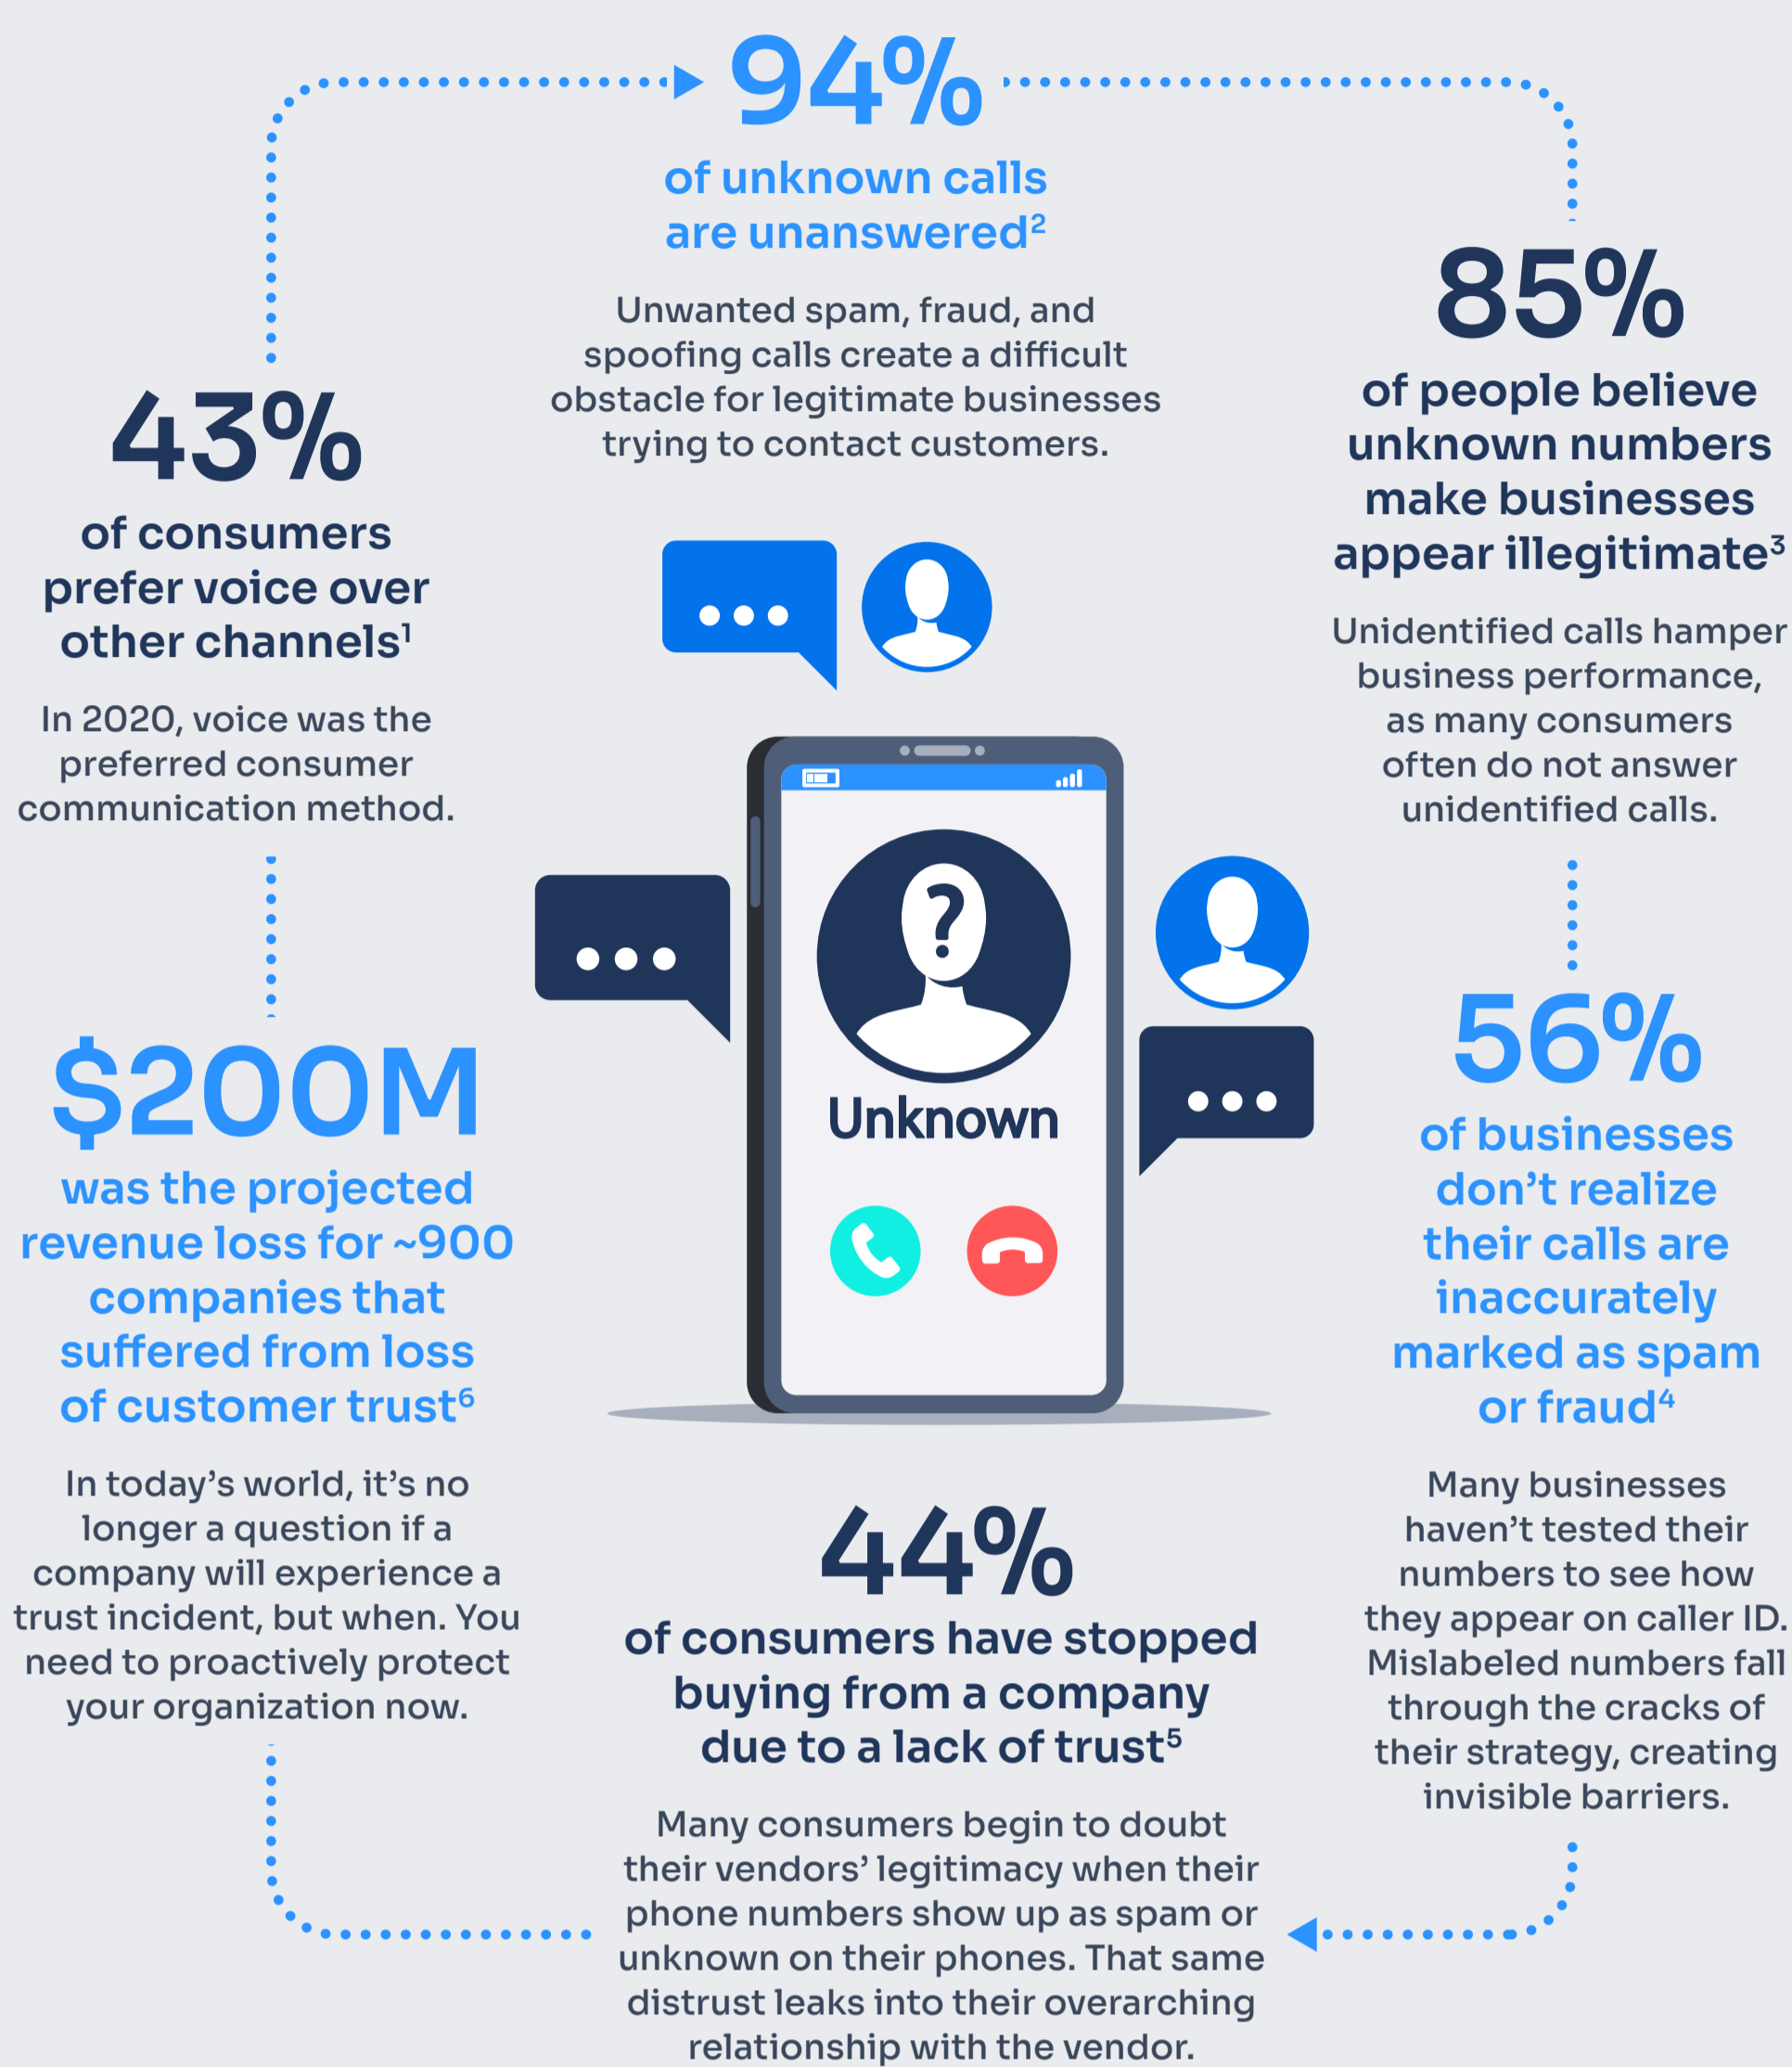 94%
of unknown calls
are unanswered²
Unwanted spam, fraud, and
spoofing calls create a difficult
obstacle for legitimate businesses
trying to contact customers.
85%
of people believe
unknown numbers
make businesses
appear illegitimate³
Unidentified calls hamper
business performance,
as many consumers
often do not answer
unidentified calls.
43%
of consumers
prefer voice over
other channels¹
In 2020, voice was the
preferred consumer
communication method.
?
Unknown
56%
of businesses
don’t realize
their calls are
inaccurately
marked as spam
or fraud⁴
Many businesses
haven’t tested their
numbers to see how
they appear on caller ID.
Mislabeled numbers fall
through the cracks of
their strategy, creating
invisible barriers.
44%
of consumers have stopped
buying from a company
due to a lack of trust⁵
Many consumers begin to doubt
their vendors’ legitimacy when their
phone numbers show up as spam or
unknown on their phones. That same
distrust leaks into their overarching
relationship with the vendor.
$200M
was the projected
revenue loss for ~900
companies that
suffered from loss
of customer trust⁶
In today’s world, it’s no
longer a question if a
company will experience a
trust incident, but when. You
need to proactively protect
your organization now.